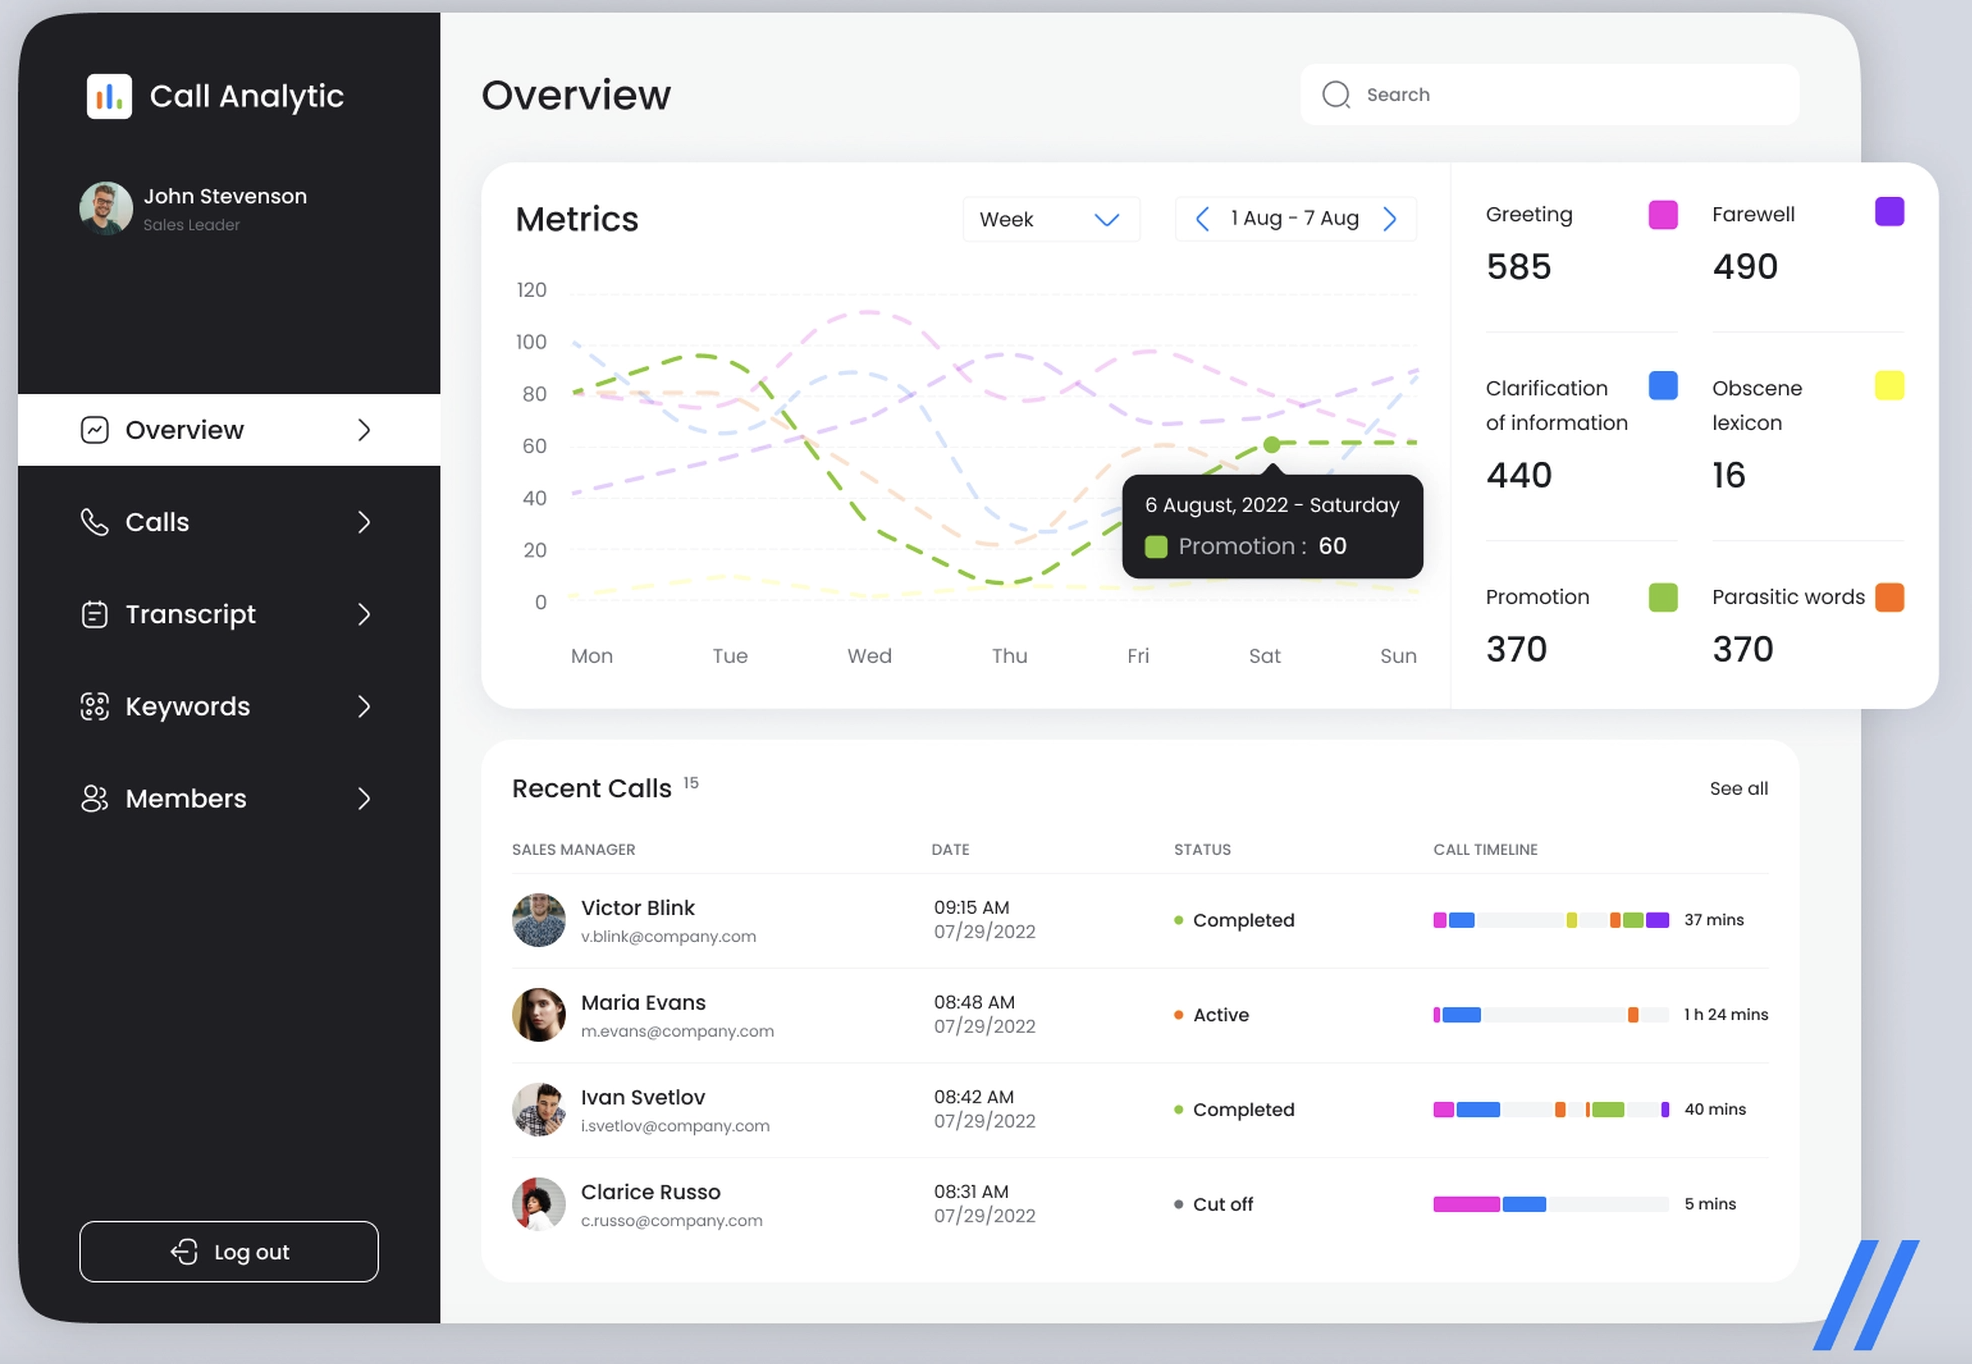 Call Analytic
John Stevenson
Sales Leader
Overview
Calls
Transcript
Keywords
Members
Log out
Overview
Search
Metrics
Week
1 Aug - 7 Aug
120
100
80
60
40
20
0
Mon Tue Wed Thu Fri Sat Sun
6 August, 2022 - Saturday
Promotion : 60
Greeting
585
Farewell
490
Clarification
of information
440
Obscene
lexicon
16
Promotion
370
Parasitic words
370
Recent Calls 15
See all
SALES MANAGER DATE STATUS CALL TIMELINE
Victor Blink
v.blink@company.com
09:15 AM
07/29/2022
Completed
37 mins
Maria Evans
m.evans@company.com
08:48 AM
07/29/2022
Active
1 h 24 mins
Ivan Svetlov
i.svetlov@company.com
08:42 AM
07/29/2022
Completed
40 mins
Clarice Russo
c.russo@company.com
08:31 AM
07/29/2022
Cut off
5 mins